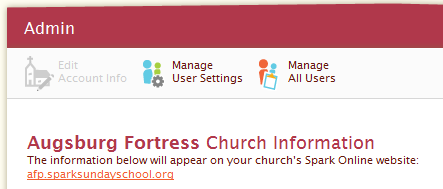 Admin
Edit
Account Info
Manage
User Settings
Manage
All Users
Augsburg Fortress Church Information
The information below will appear on your church's Spark Online website:
afp.sparksundayschool.org